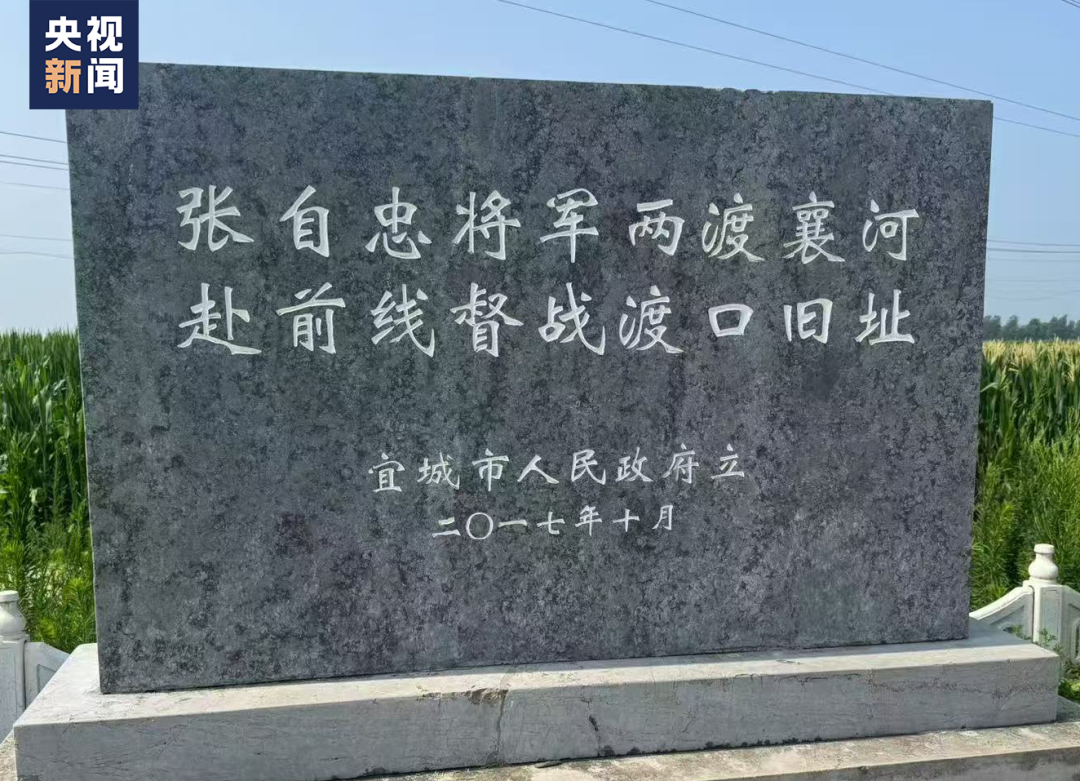 央视
新闻
张自忠将军两渡襄河
赴前线督战渡口旧址
宜城市人民政府立
二〇一七年十月